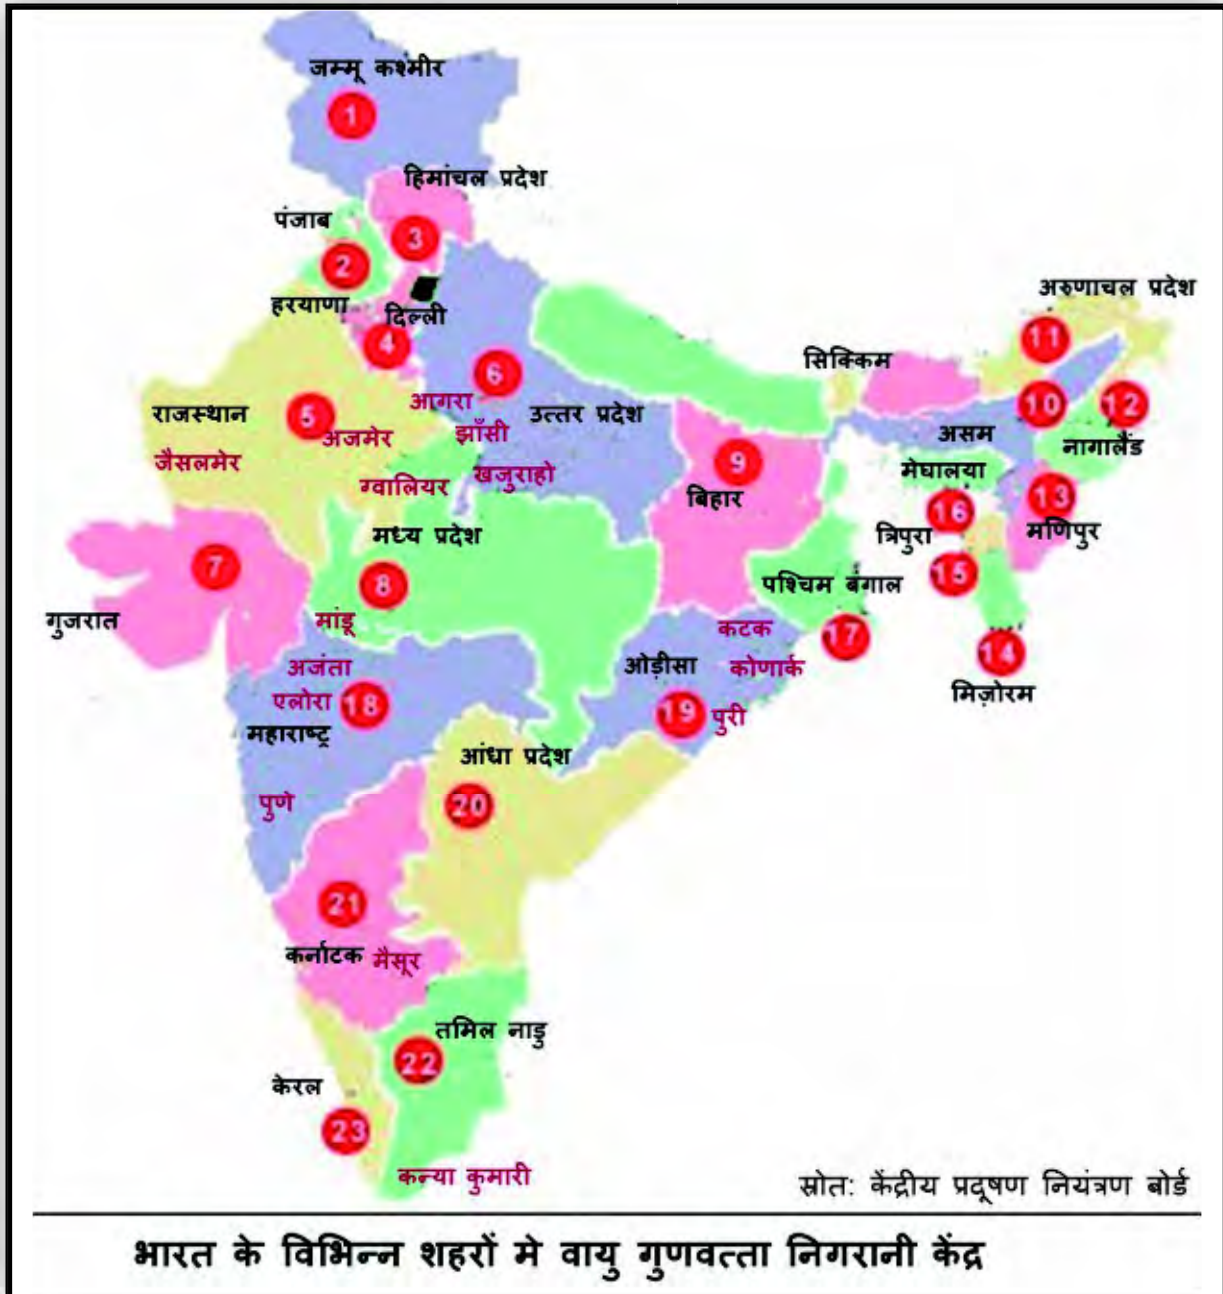 जम्मू कश्मीर
1
हिमांचल प्रदेश
पंजाब
3
2
हरयाणा
दिल्ली
4
अरुणाचल प्रदेश
11
सिक्किम
6
आगरा
राजस्थान
5
अजमेर
उत्तर प्रदेश
झाँसी
10
12
असम
नागालैंड
जैसलमेर
ग्वालियर
खजुराहो
9
बिहार
मेघालया
16
13
मणिपुर
त्रिपुरा
मध्य प्रदेश
7
8
15
पश्चिम बंगाल
गुजरात
मांडू
कटक
17
14
मिज़ोरम
अजंता
ओड़ीसा
कोणार्क
एलोरा
18
19
पुरी
महाराष्ट्र
आंधा प्रदेश
पुणे
20
21
कर्नाटक
मैसूर
तमिल नाडु
22
केरल
23
कन्या कुमारी
स्रोत: केंद्रीय प्रदूषण नियंत्रण बोर्ड
भारत के विभिन्न शहरों मे वायु गुणवत्ता निगरानी केंद्र